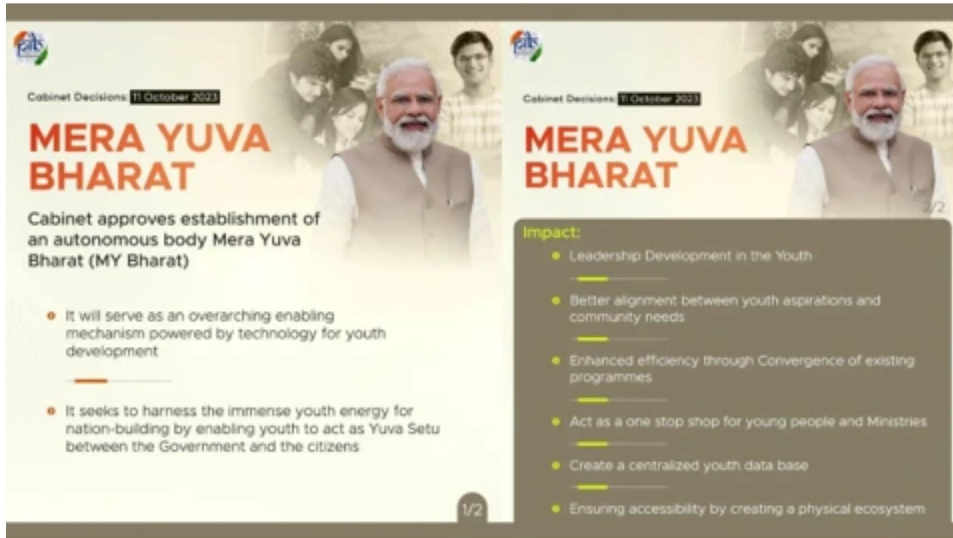 Cabinet Decisions: 11 October 2023
MERA YUVA
BHARAT
Cabinet approves establishment of
an autonomous body Mera Yuva
Bharat (MY Bharat)
It will serve as an overarching enabling
mechanism powered by technology for youth
development
It seeks to harness the immense youth energy for
nation-building by enabling youth to act as Yuva Setu
between the Government and the citizens
1/2
Cabinet Decisions: 11 October 2023
MERA YUVA
BHARAT
2/2
Impact:
Leadership Development in the Youth
Better alignment between youth aspirations and
community needs
Enhanced efficiency through Convergence of existing
programmes
Act as a one stop shop for young people and Ministries
Create a centralized youth data base
Ensuring accessibility by creating a physical ecosystem